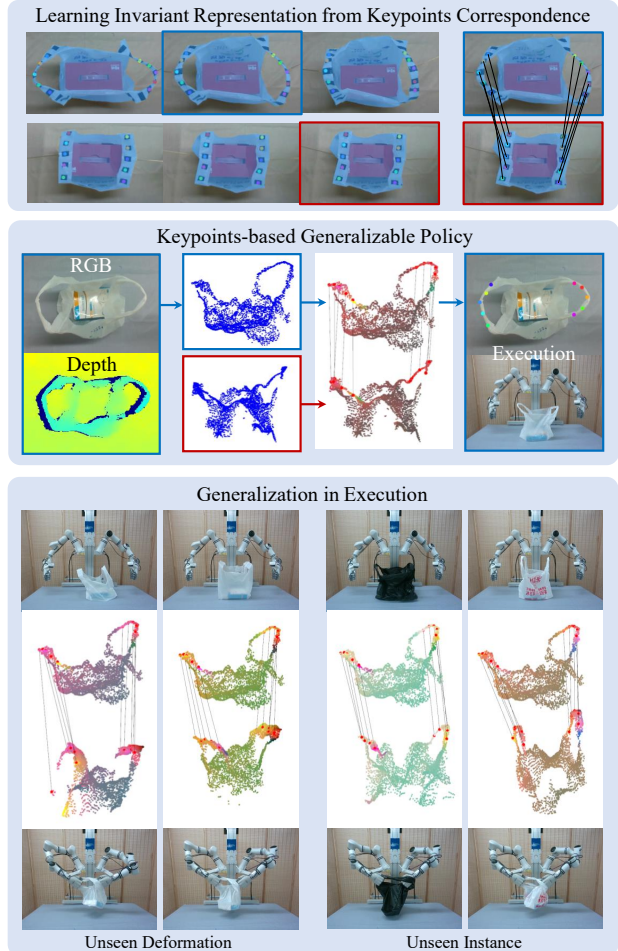 Learning Invariant Representation from Keypoints Correspondence
Keypoints-based Generalizable Policy
RGB
Depth
Execution
Generalization in Execution
Unseen Deformation
Unseen Instance